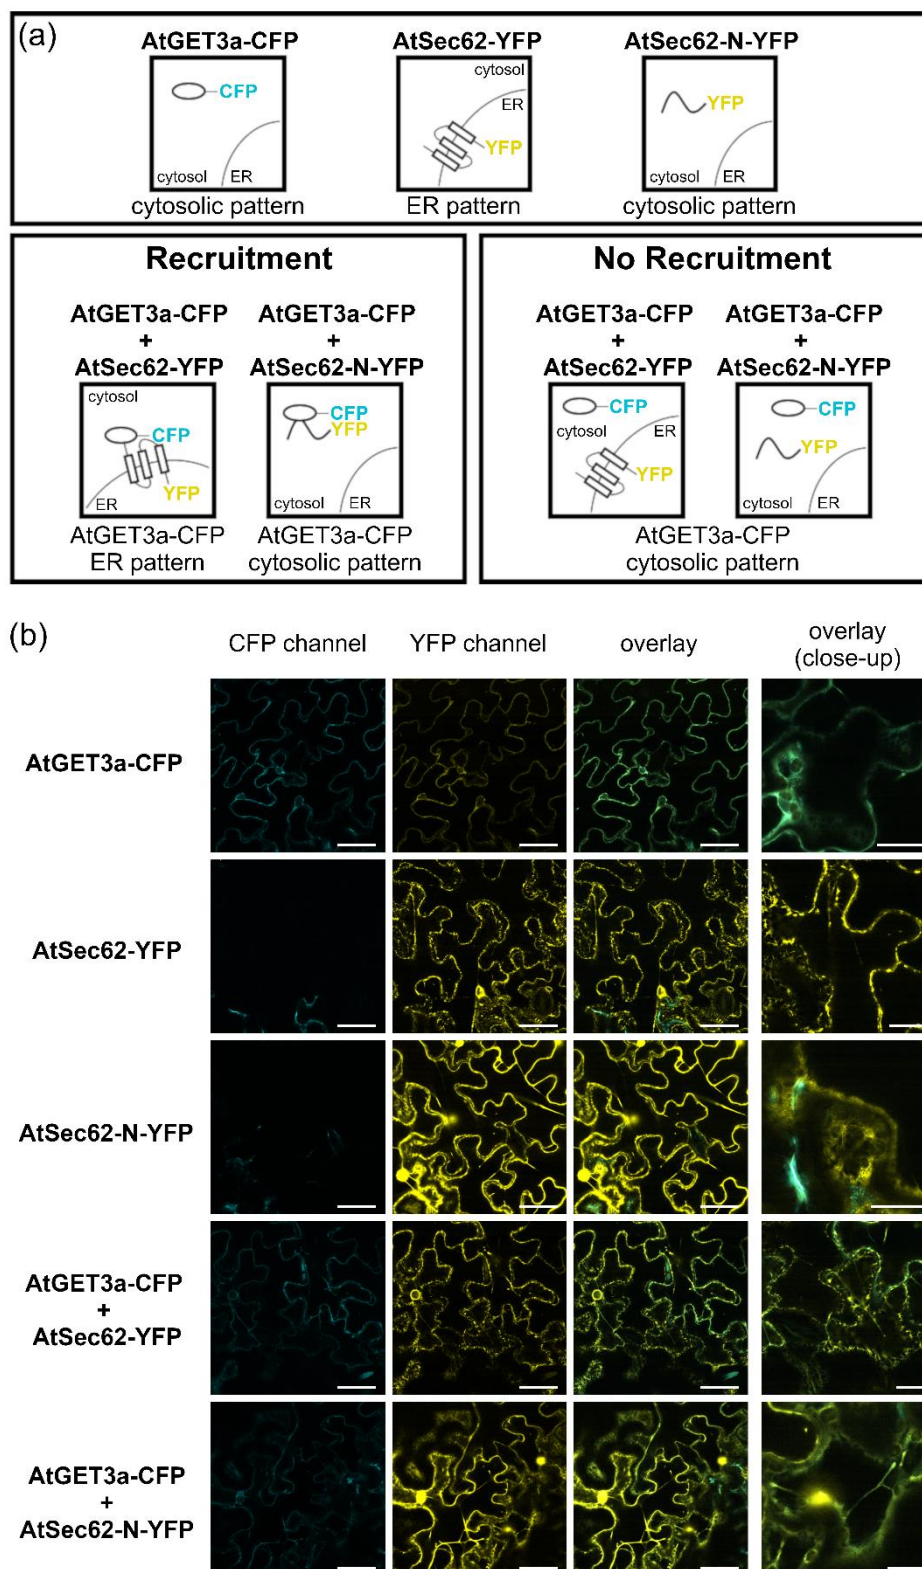 (a)
AtGET3a-CFP AtSec62-YFP AtSec62-N-YFP
CFP
cytosol ER
cytosolic pattern
cytosol
ER
YFP
ER pattern
YFP
cytosol ER
cytosolic pattern
Recruitment
AtGET3a-CFP
+
AtSec62-YFP
cytosol
CFP
YFP
ER
AtGET3a-CFP
ER pattern
AtGET3a-CFP
+
AtSec62-N-YFP
CFP
YFP
cytosol ER
AtGET3a-CFP
cytosolic pattern
No Recruitment
AtGET3a-CFP
+
AtSec62-YFP
CFP
cytosol ER
YFP
cytosol
AtGET3a-CFP
+
AtSec62-N-YFP
CFP
YFP
cytosol ER
AtGET3a-CFP
cytosolic pattern
(b)
CFP channel YFP channel overlay overlay
(close-up)
AtGET3a-CFP
AtSec62-YFP
AtSec62-N-YFP
AtGET3a-CFP
+
AtSec62-YFP
AtGET3a-CFP
+
AtSec62-N-YFP